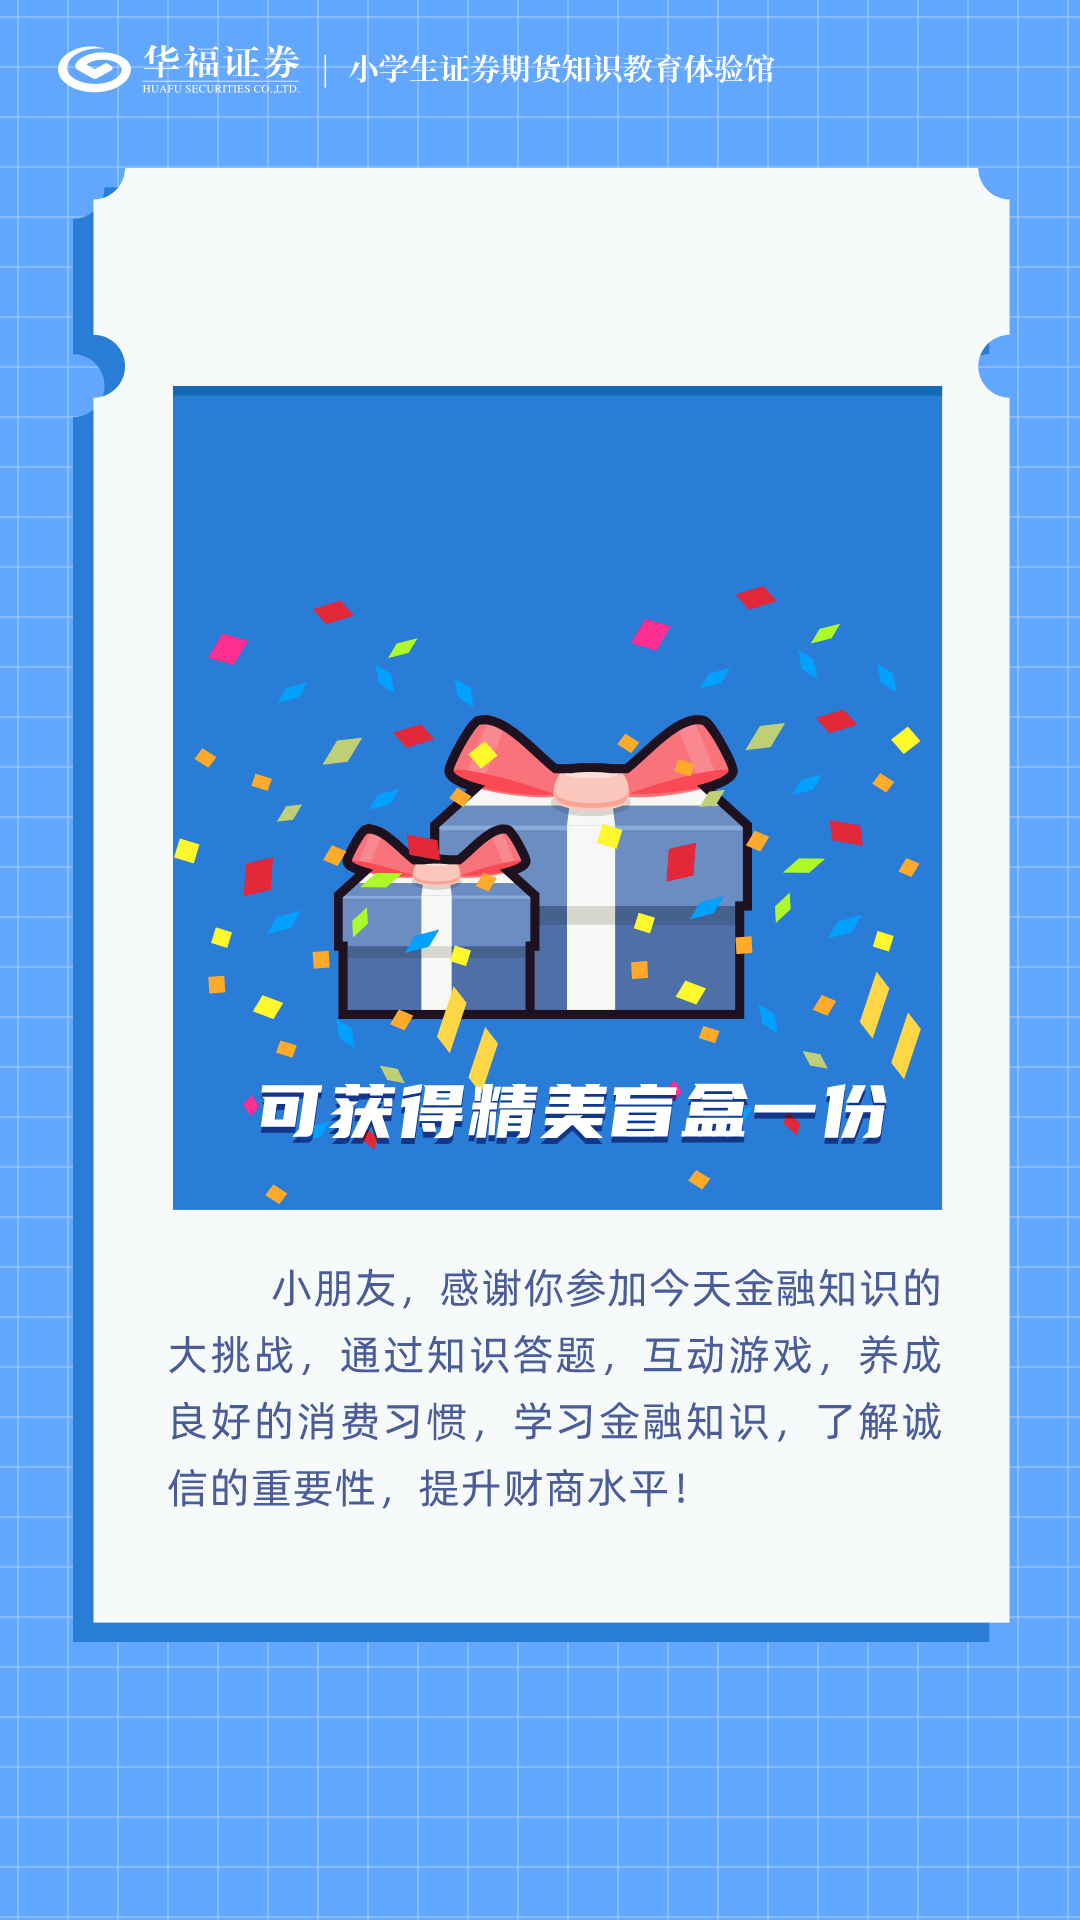 华福证券
HUAFU SECURITIES CO.,LTD.
小学生证券期货知识教育体验馆
可获得精美盲盒一份
小朋友，感谢你参加今天金融知识的
大挑战，通过知识答题，互动游戏，养成
良好的消费习惯，学习金融知识，了解诚
信的重要性，提升财商水平！